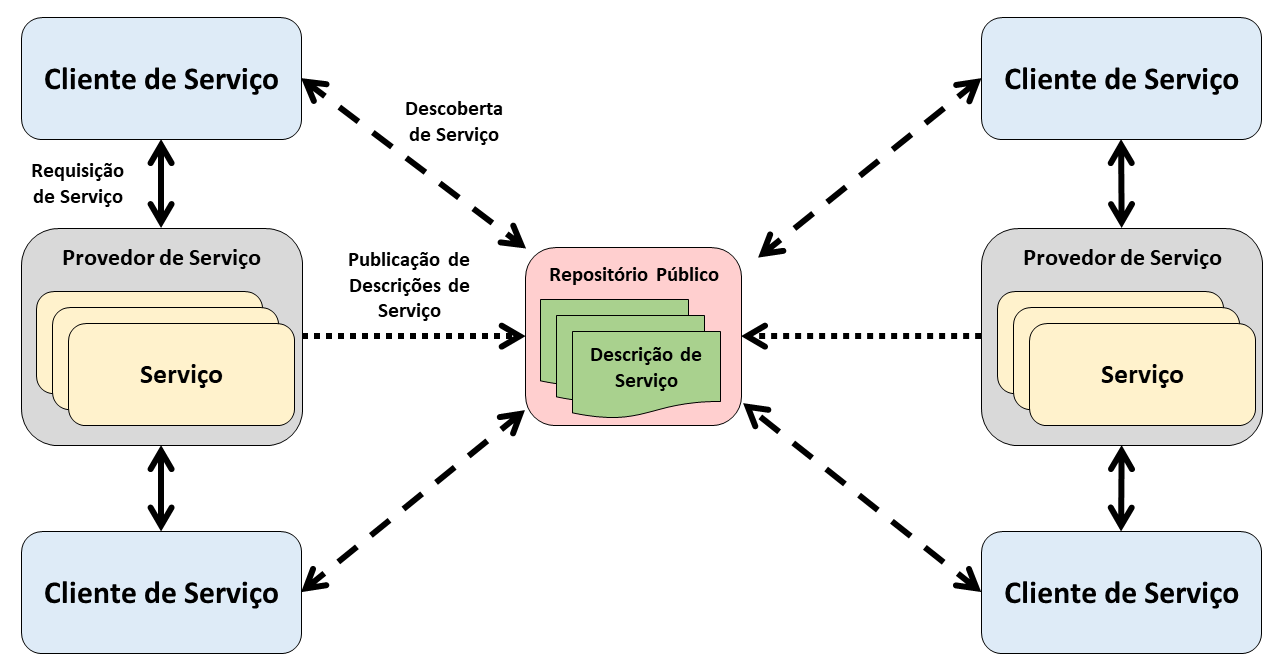 Cliente de Serviço
Cliente de Serviço
Descoberta
de Serviço
Requisição
de Serviço
Provedor de Serviço
Publicação de
Descrições de
Serviço
Repositório Público
Provedor de Serviço
Descrição de
Serviço
Serviço
Serviço
Cliente de Serviço
Cliente de Serviço